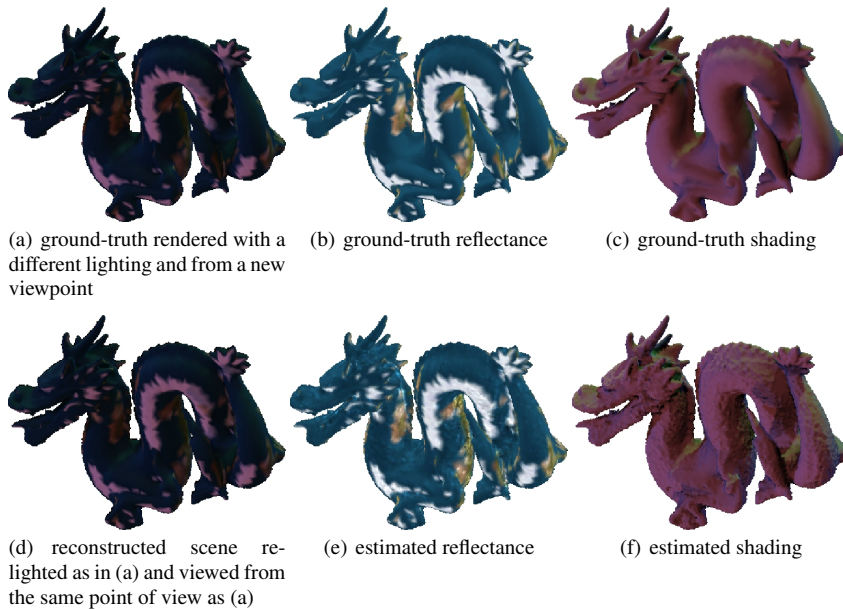 (a) ground-truth rendered with a
different lighting and from a new
viewpoint
(b) ground-truth reflectance
(c) ground-truth shading
(d) reconstructed scene re-
lighted as in (a) and viewed from
the same point of view as (a)
(e) estimated reflectance
(f) estimated shading